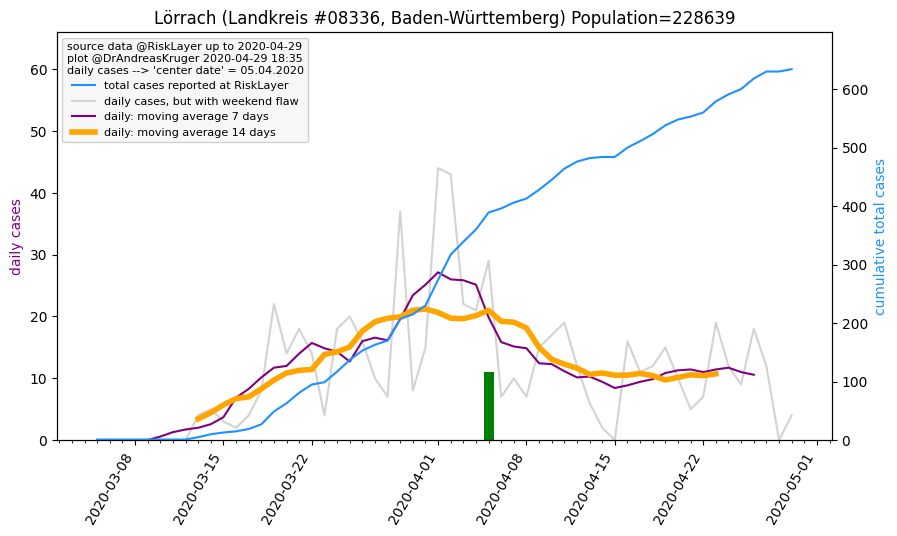 Lörrach (Landkreis #08336, Baden-Württemberg) Population=228639
source data @RiskLayer up to 2020-04-29
plot @DrAndreasKruger 2020-04-29 18:35
daily cases --> 'center date' = 05.04.2020
total cases reported at RiskLayer
daily cases, but with weekend flaw
daily: moving average 7 days
daily: moving average 14 days
daily cases
60
50
40
30
20
10
0
600
500
400
300
200
100
0
cumulative total cases
2020-03-08
2020-03-15
2020-03-22
2020-04-01
2020-04-08
2020-04-15
2020-04-22
2020-05-01